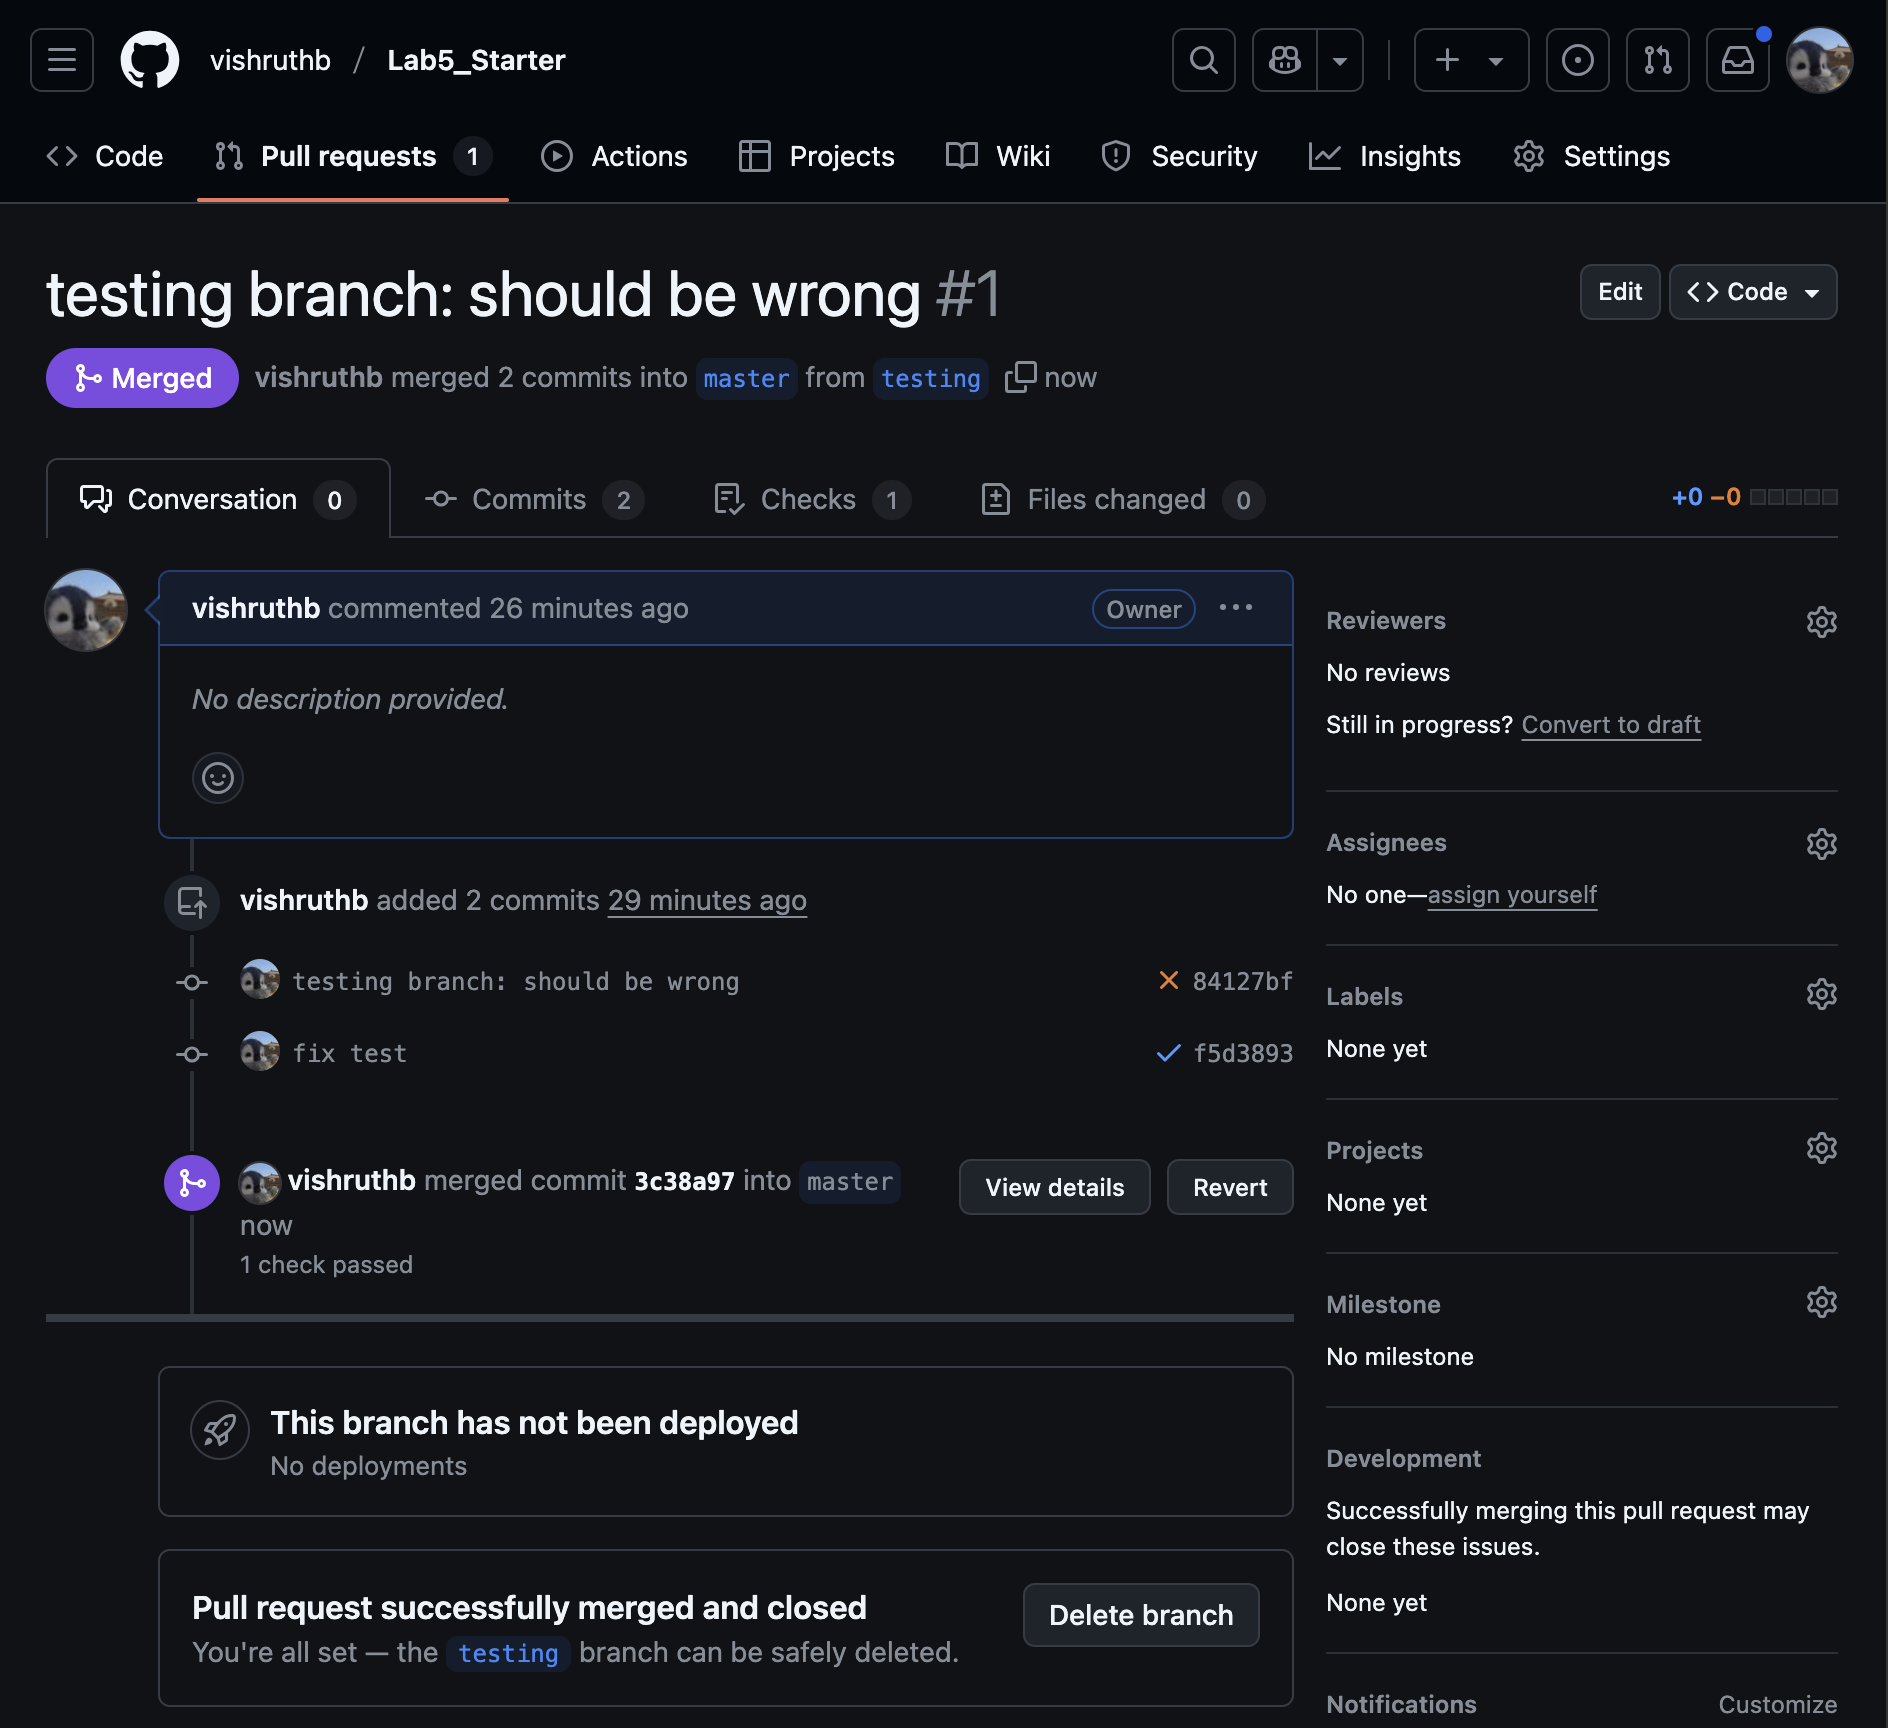 vishruthb / Lab5_Starter
Code Pull requests 1 Actions Projects Wiki Security Insights Settings
testing branch: should be wrong #1
Edit Code
Merged vishruthb merged 2 commits into master from testing now
Conversation 0 Commits 2 Checks 1 Files changed 0 +0 −0
vishruthb commented 26 minutes ago Owner
No description provided.
vishruthb added 2 commits 29 minutes ago
testing branch: should be wrong 84127bf
fix test f5d3893
vishruthb merged commit 3c38a97 into master
now
View details Revert
1 check passed
This branch has not been deployed
No deployments
Pull request successfully merged and closed
You're all set — the testing branch can be safely deleted.
Delete branch
Reviewers
No reviews
Still in progress? Convert to draft
Assignees
No one—assign yourself
Labels
None yet
Projects
None yet
Milestone
No milestone
Development
Successfully merging this pull request may
close these issues.
None yet
Notifications Customize